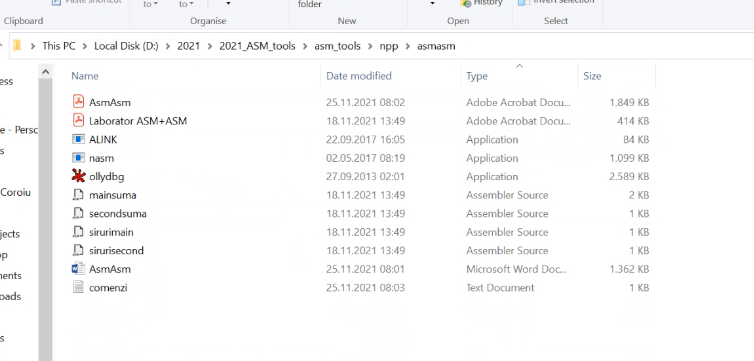 Paste shortcut
to
to
folder
History
Invert selection
Clipboard
Organise
New
Open
Select
This PC > Local Disk (D:) > 2021 > 2021_ASM_tools > asm_tools > npp > asmasm
Name Date modified Type Size
ess
AsmAsm 25.11.2021 08:02 Adobe Acrobat Docu... 1.849 KB
Laborator ASM+ASM 18.11.2021 13:49 Adobe Acrobat Docu... 414 KB
e - Persc
ALINK 22.09.2017 16:05 Application 84 KB
s
nasm 02.05.2017 08:19 Application 1.099 KB
ollydbg 27.09.2013 02:01 Application 2.589 KB
Coroiu
mainsuma 18.11.2021 13:49 Assembler Source 2 KB
secondsuma 18.11.2021 13:49 Assembler Source 1 KB
jects
sirurimain 18.11.2021 13:49 Assembler Source 1 KB
op
sirurisecond 18.11.2021 13:49 Assembler Source 1 KB
ments
AsmAsm 25.11.2021 08:01 Microsoft Word Doc... 1.362 KB
oads
comenzi 25.11.2021 08:03 Text Document 1 KB
s